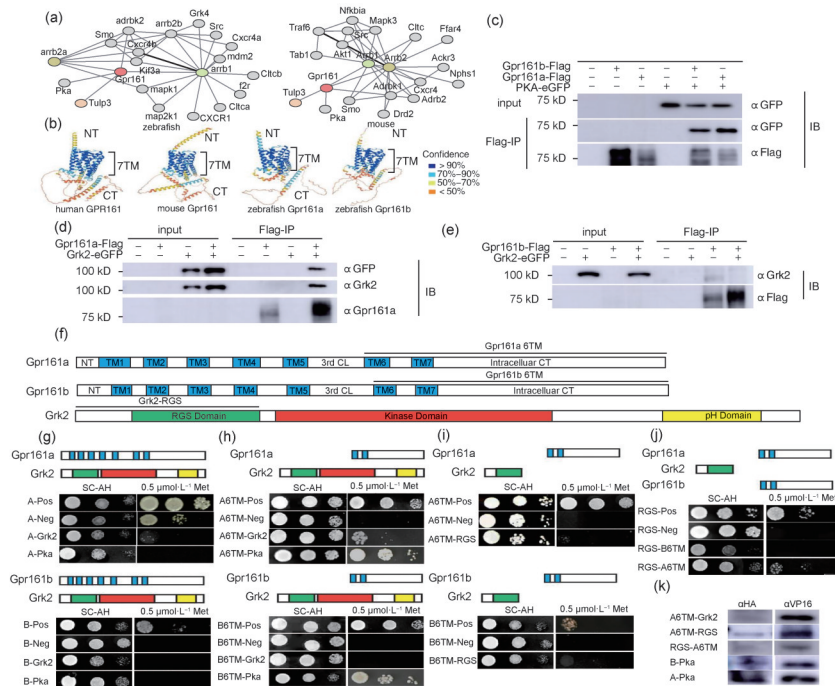 (a)
adrbk2
arrb2b
Grk4
Src
Cxcr4a
Smo
Cxcr4b
arrb2a
mdm2
Kif3a
Gpr161
arrb1
Cltcb
Pka
mapk1
f2r
Tulp3
Cltca
map2k1
CXCR1
zebrafish
Nfkbia
Mapk3
Cltc
Ffar4
Traf6
Src
Tab1
Akt1
Arrb1
Arrb2
Ackr3
Gpr161
Nphs1
Adrbk1
Cxcr4
Tulp3
Adrb2
Smo
Pka
Drd2
mouse
(b)
NT
NT
7TM
7TM
7TM
7TM
CT
CT
human GPR161
mouse Gpr161
zebrafish Gpr161a
zebrafish Gpr161b
Confidence
> 90%
70%–90%
50%–70%
< 50%
(c)
Gpr161b-Flag – + – – + –
Gpr161a-Flag – – + – – +
PKA-eGFP – – – + + +
input 75 kD α GFP
Flag-IP 75 kD α GFP
75 kD α Flag
IB
(d)
input Flag-IP
Gpr161a-Flag – + – + – + – +
Grk2-eGFP – – + + – – + +
100 kD α GFP
100 kD α Grk2
75 kD α Gpr161a
IB
(e)
input Flag-IP
Gpr161b-Flag – – + + – – + +
Grk2-eGFP – + – + – + – +
100 kD α Grk2
75 kD α Flag
IB
(f)
Gpr161a 6TM
Gpr161a NT TM1 TM2 TM3 TM4 TM5 3rd CL TM6 TM7 Intracelluar CT
Gpr161b 6TM
Gpr161b NT TM1 TM2 TM3 TM4 TM5 3rd CL TM6 TM7 Intracelluar CT
Grk2-RGS
Grk2 RGS Domain Kinase Domain pH Domain
(g)
Gpr161a
Grk2
SC-AH 0.5 μmol·L⁻¹ Met
A-Pos
A-Neg
A-Grk2
A-Pka
Gpr161b
Grk2
SC-AH 0.5 μmol·L⁻¹ Met
B-Pos
B-Neg
B-Grk2
B-Pka
(h)
Gpr161a
Grk2
SC-AH 0.5 μmol·L⁻¹ Met
A6TM-Pos
A6TM-Neg
A6TM-Grk2
A6TM-Pka
Gpr161b
Grk2
SC-AH 0.5 μmol·L⁻¹ Met
B6TM-Pos
B6TM-Neg
B6TM-Grk2
B6TM-Pka
(i)
Gpr161a
Grk2
SC-AH 0.5 μmol·L⁻¹ Met
A6TM-Pos
A6TM-Neg
A6TM-RGS
Gpr161b
Grk2
SC-AH 0.5 μmol·L⁻¹ Met
B6TM-Pos
B6TM-Neg
B6TM-RGS
(j)
Gpr161a
Grk2
Gpr161b
SC-AH 0.5 μmol·L⁻¹ Met
RGS-Pos
RGS-Neg
RGS-B6TM
RGS-A6TM
(k)
αHA αVP16
A6TM-Grk2
A6TM-RGS
RGS-A6TM
B-Pka
A-Pka